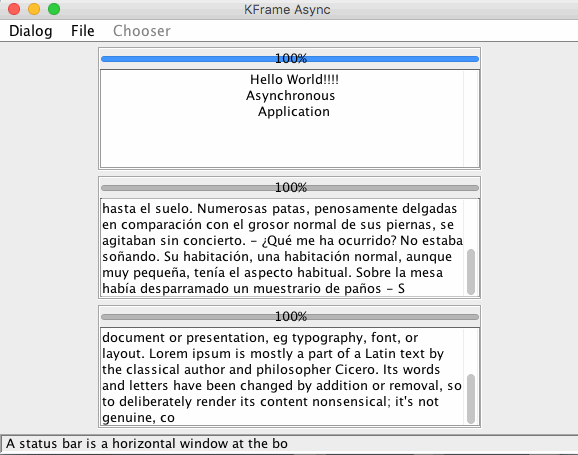 KFrame Async
Dialog File Chooser
100%
Hello World!!!!
Asynchronous
Application
100%
hasta el suelo. Numerosas patas, penosamente delgadas
en comparación con el grosor normal de sus piernas, se
agitaban sin concierto. - ¿Qué me ha ocurrido? No estaba
soñando. Su habitación, una habitación normal, aunque
muy pequeña, tenía el aspecto habitual. Sobre la mesa
había desparramado un muestrario de paños - S
100%
document or presentation, eg typography, font, or
layout. Lorem ipsum is mostly a part of a Latin text by
the classical author and philosopher Cicero. Its words
and letters have been changed by addition or removal, so
to deliberately render its content nonsensical; it's not
genuine, co
A status bar is a horizontal window at the bo